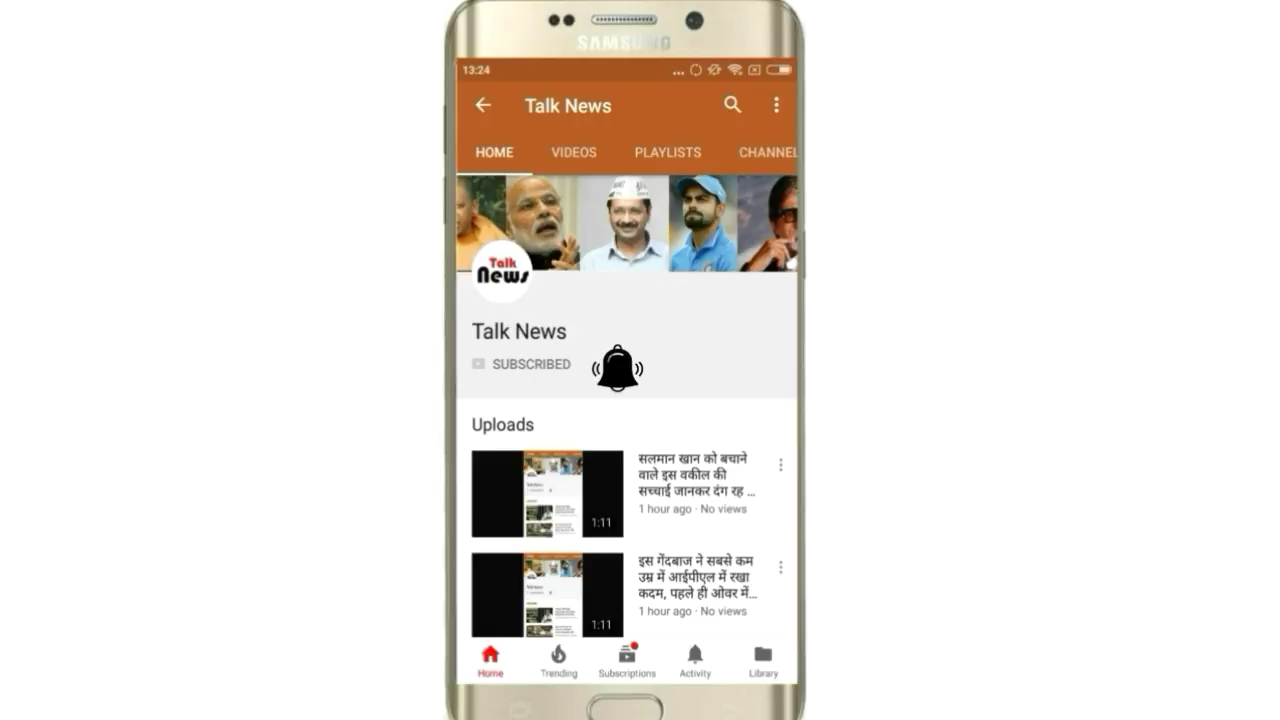 SAMSUNG
13:24
Talk News
HOME VIDEOS PLAYLISTS CHANNEL
Talk
News
Talk News
SUBSCRIBED
Uploads
सलमान खान को बचाने
वाले इस वकील की
सच्चाई जानकर दंग रह ...
1 hour ago · No views
1:11
इस गेंदबाज ने सबसे कम
उम्र में आईपीएल में रखा
कदम, पहले ही ओवर में...
1 hour ago · No views
1:11
Home Trending Subscriptions Activity Library